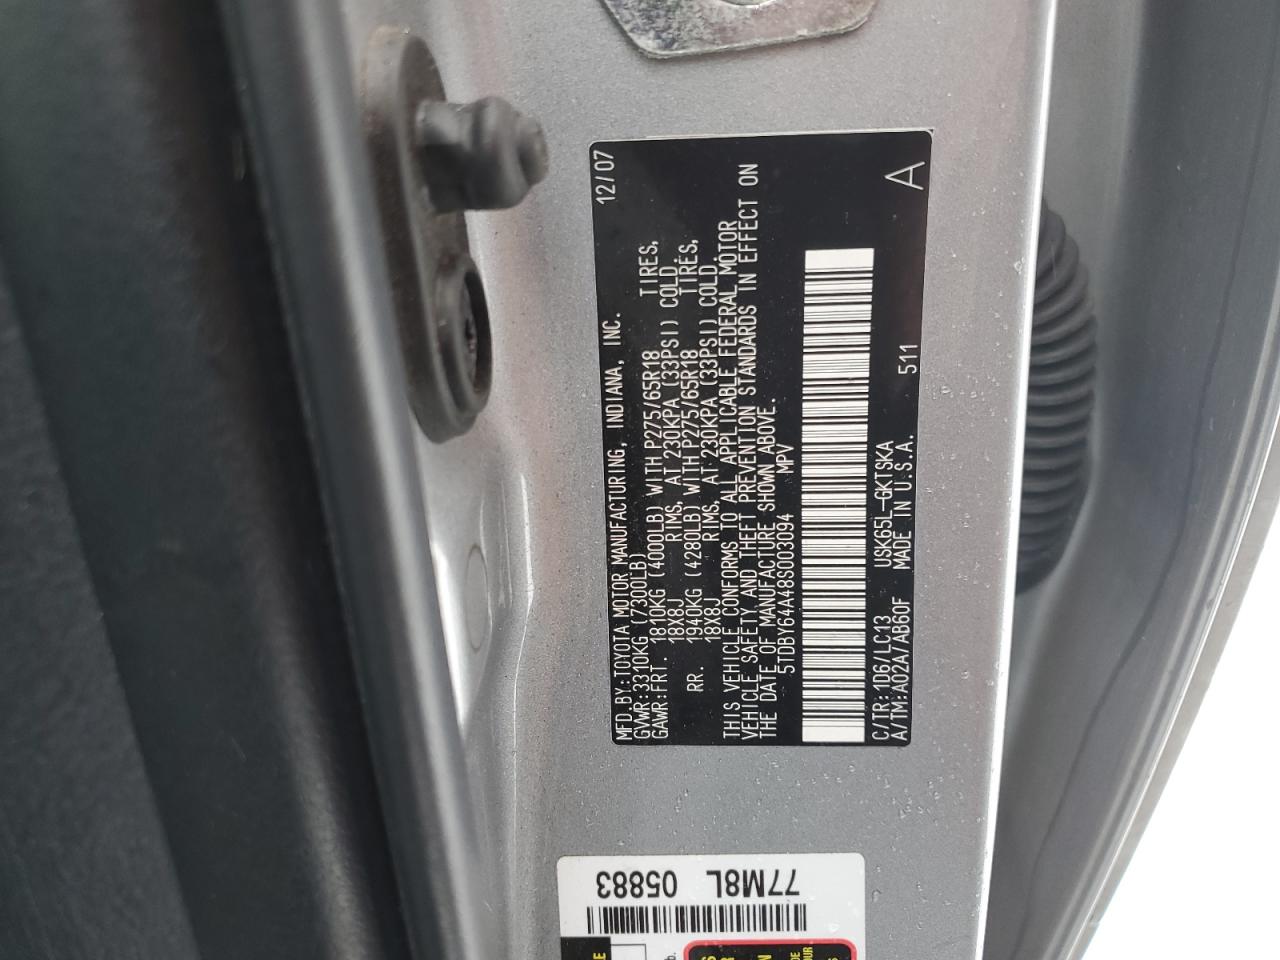 MFD.BY:TOYOTA MOTOR MANUFACTURING, INDIANA, INC. 12/07
GVWR:3310KG (7300LB)
GAWR:FRT. 1810KG (4000LB) WITH P275/65R18 TIRES,
18X8J RIMS, AT 230KPA (33PSI) COLD.
RR. 1940KG (4280LB) WITH P275/65R18 TIRES,
18X8J RIMS, AT 230KPA (33PSI) COLD.
THIS VEHICLE CONFORMS TO ALL APPLICABLE FEDERAL MOTOR
VEHICLE SAFETY AND THEFT PREVENTION STANDARDS IN EFFECT ON
THE DATE OF MANUFACTURE SHOWN ABOVE.
5TDBY64A48S003094 MPV
C/TR:1D6/LC13 USK65L-GKTSKA
A/TM:A02A/AB60F MADE IN U.S.A. 511 A
77M8L
05883